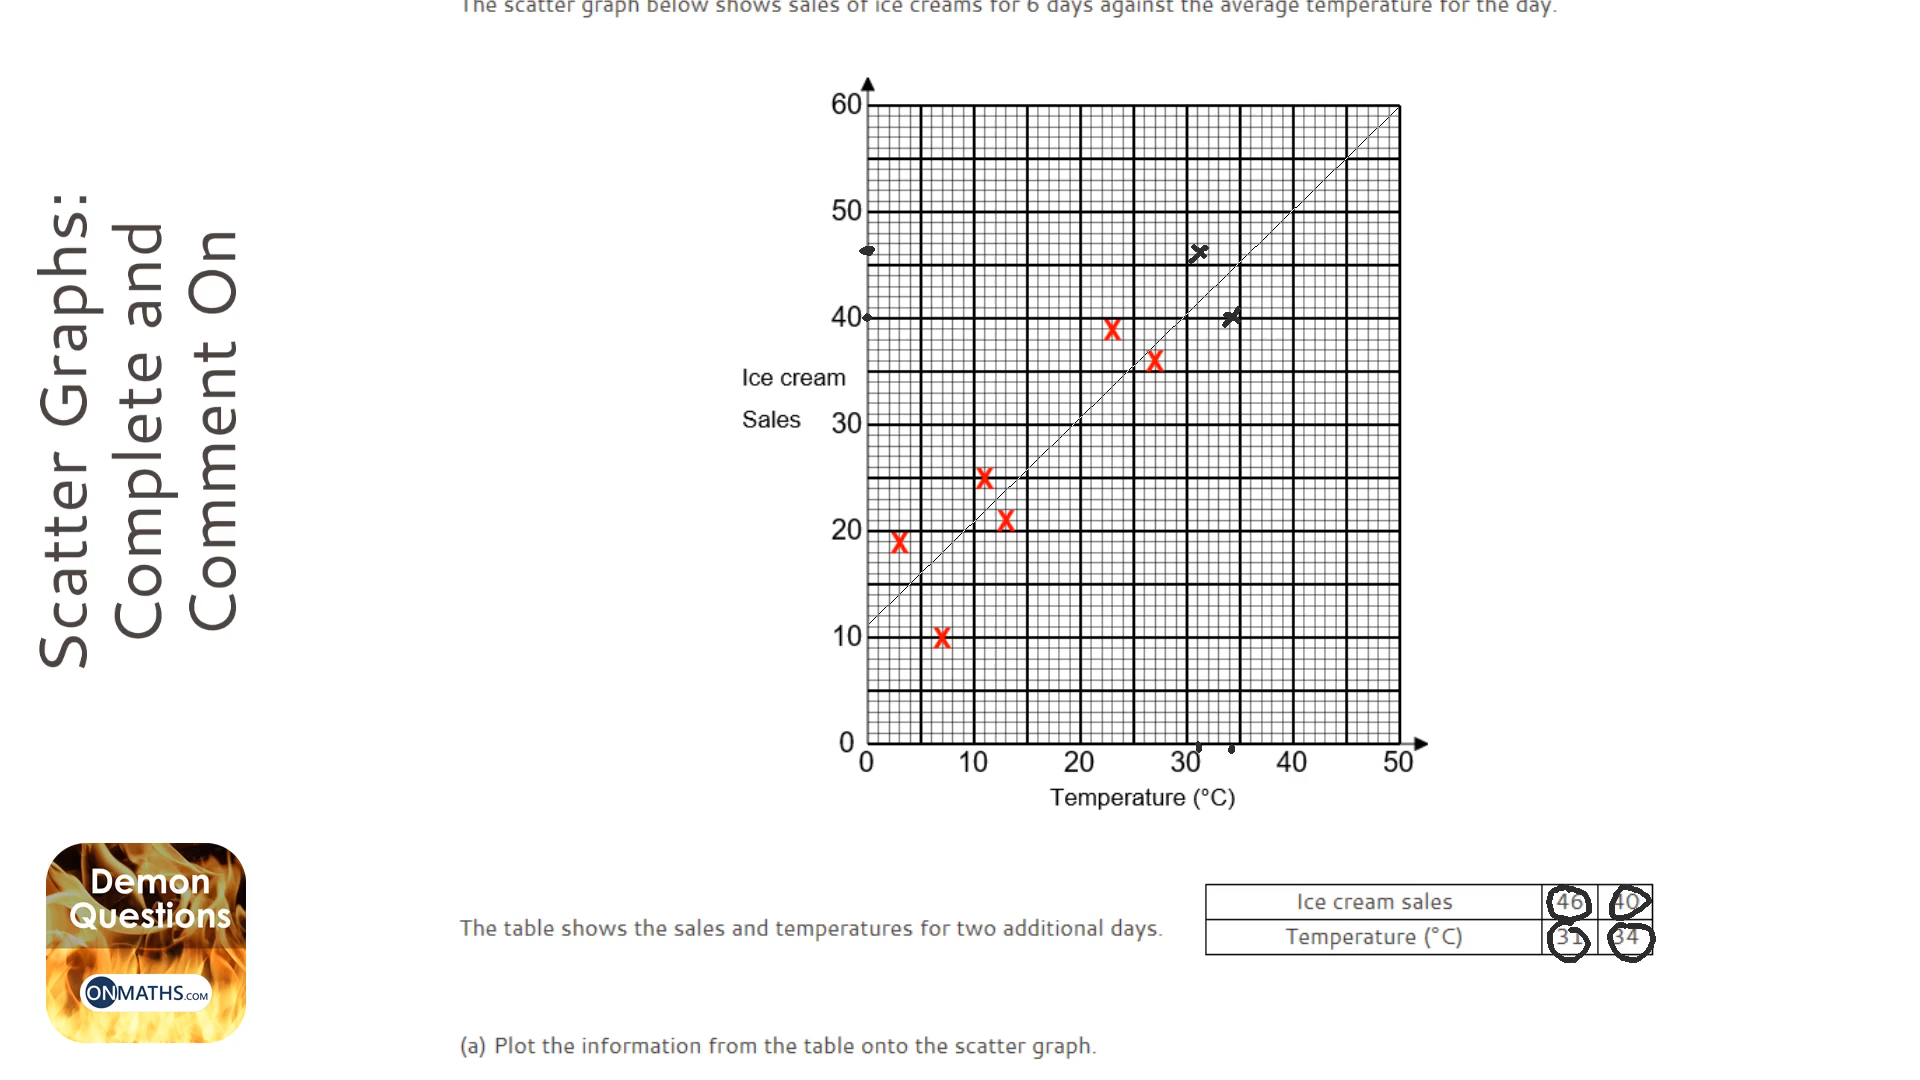 The scatter graph below shows sales of ice creams for 6 days against the average temperature for the day.
Scatter Graphs:
Complete and
Comment On
60
50
40
30
20
10
0
Ice cream
Sales
0 10 20 30 40 50
Temperature (°C)
Demon
Questions
ONMATHS.COM
The table shows the sales and temperatures for two additional days.
Ice cream sales 46 40
Temperature (°C) 31 34
(a) Plot the information from the table onto the scatter graph.